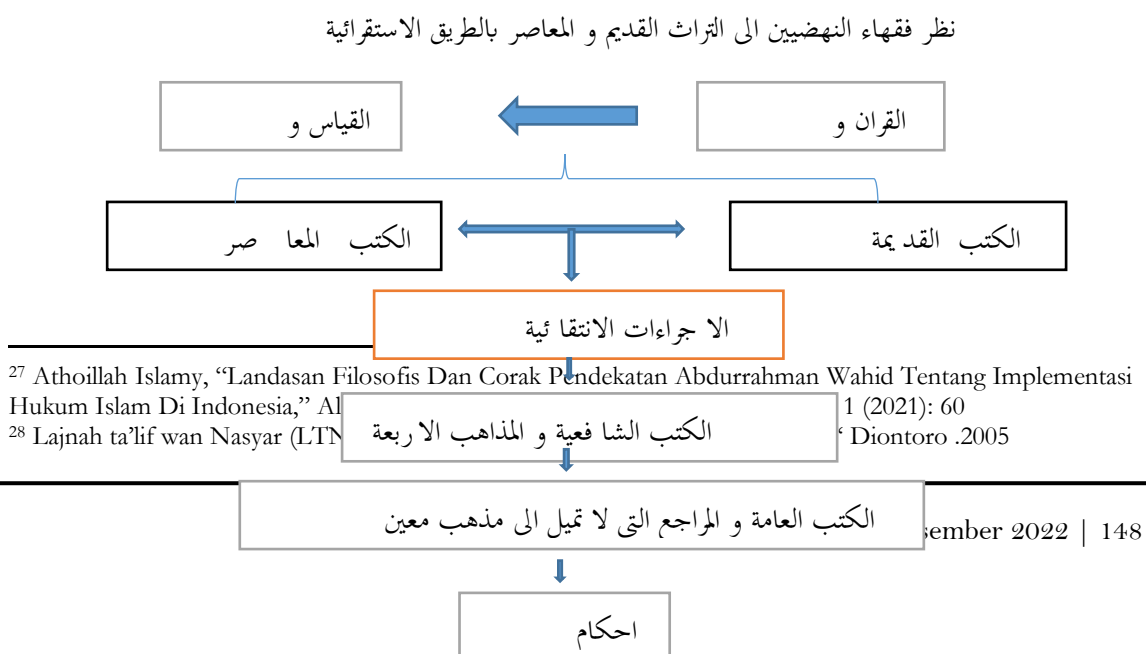 نظر فقهاء النهضيين الى التراث القديم و المعاصر بالطريق الاستقرائية
القران و
القياس و
الكتب القد يمة
الكتب المعا صر
الا جراءات الانتقا ئية
27 Athoillah Islamy, “Landasan Filosofis Dan Corak Pendekatan Abdurrahman Wahid Tentang Implementasi
Hukum Islam Di Indonesia,” Al 1 (2021): 60
28 Lajnah ta’lif wan Nasyar (LTN “ Diontoro .2005
الكتب الشا فعية و المذاهب الا ربعة
الكتب العامة و المراجع التى لا تميل الى مذهب معين
sember 2022 | 148
احكام